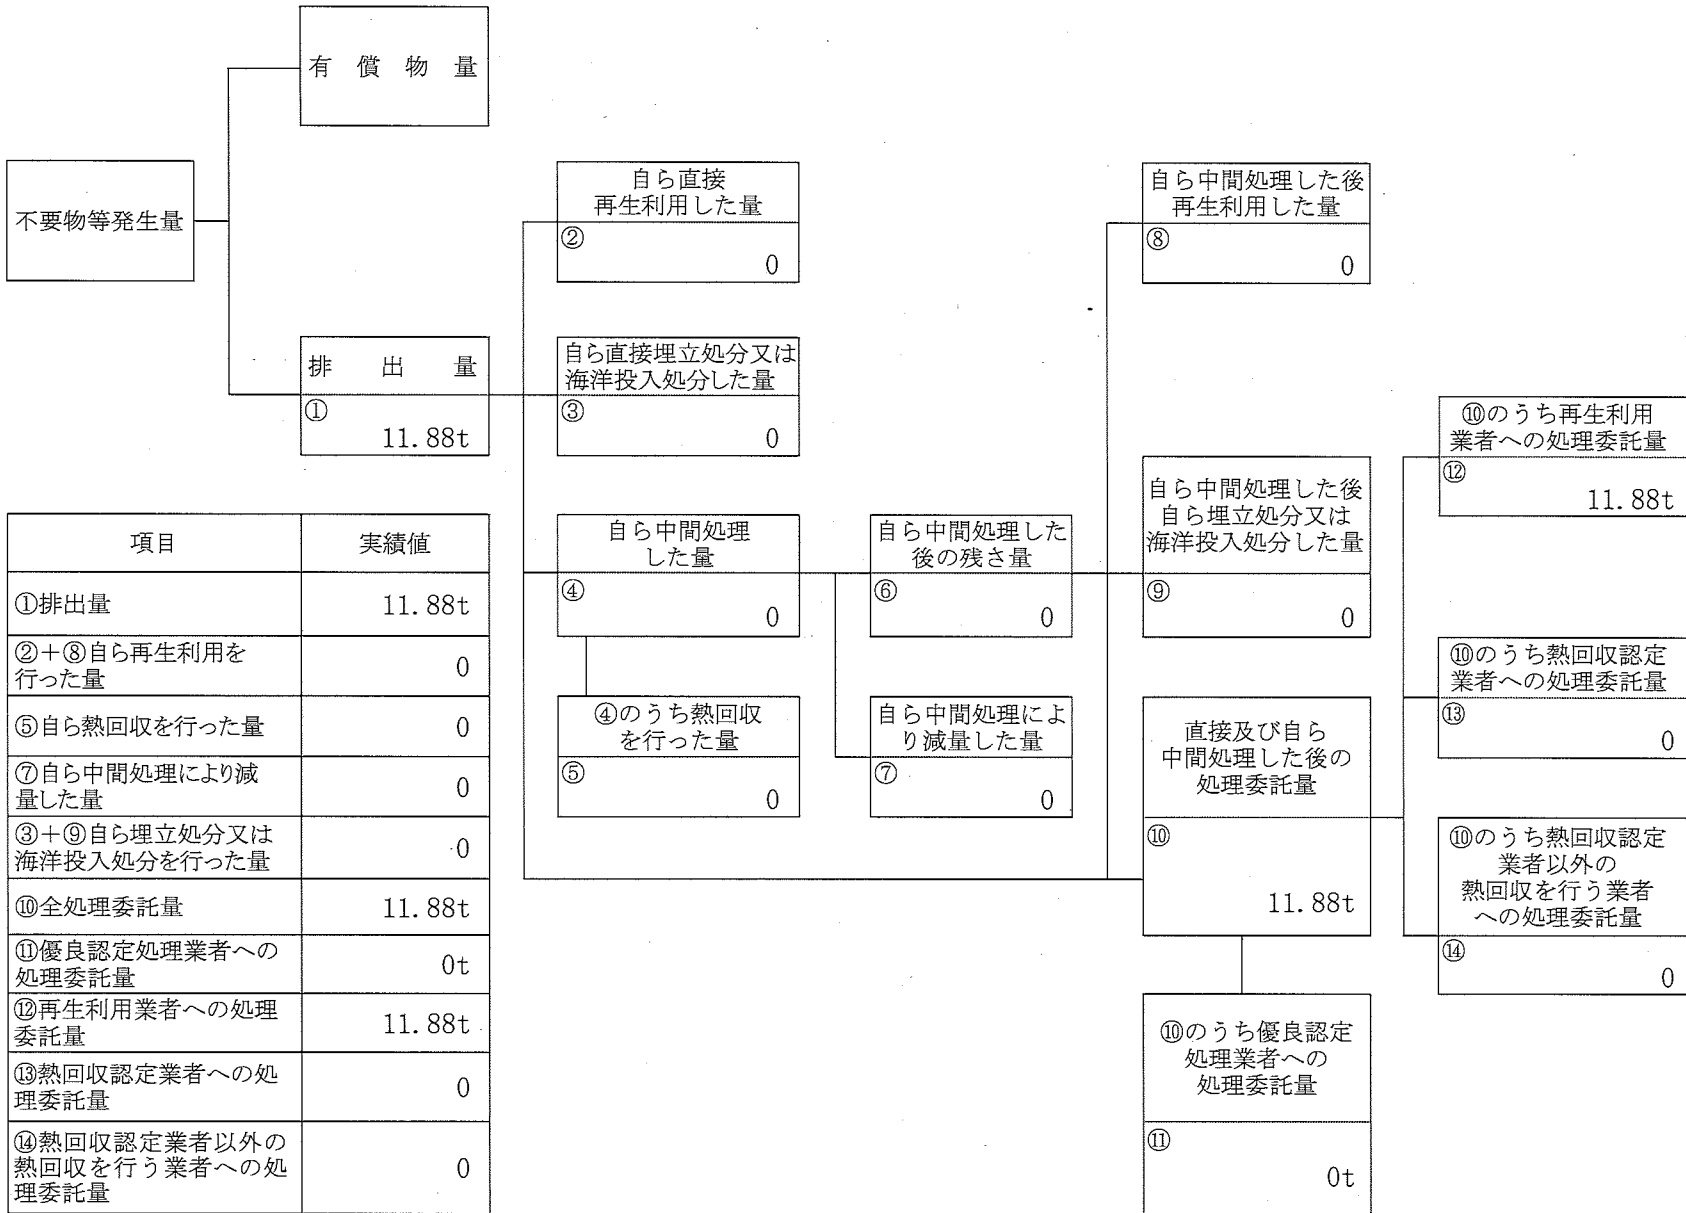 有償物量
不要物等発生量
排出量
①
11.88t
自ら直接
再生利用した量
②
0
自ら直接埋立処分又は
海洋投入処分した量
③
0
自ら中間処理
した量
④
0
④のうち熱回収
を行った量
⑤
0
自ら中間処理した
後の残さ量
⑥
0
自ら中間処理によ
り減量した量
⑦
0
自ら中間処理した後
再生利用した量
⑧
0
自ら中間処理した後
自ら埋立処分又は
海洋投入処分した量
⑨
0
直接及び自ら
中間処理した後の
処理委託量
⑩
11.88t
⑩のうち優良認定
処理業者への
処理委託量
⑪
0t
⑩のうち再生利用
業者への処理委託量
⑫
11.88t
⑩のうち熱回収認定
業者への処理委託量
⑬
0
⑩のうち熱回収認定
業者以外の
熱回収を行う業者
への処理委託量
⑭
0
項目 実績値
①排出量 11.88t
②+⑧自ら再生利用を
行った量 0
⑤自ら熱回収を行った量 0
⑦自ら中間処理により減
量した量 0
③+⑨自ら埋立処分又は
海洋投入処分を行った量 0
⑩全処理委託量 11.88t
⑪優良認定処理業者への
処理委託量 0t
⑫再生利用業者への処理
委託量 11.88t
⑬熱回収認定業者への処
理委託量 0
⑭熱回収認定業者以外の
熱回収を行う業者への処
理委託量 0